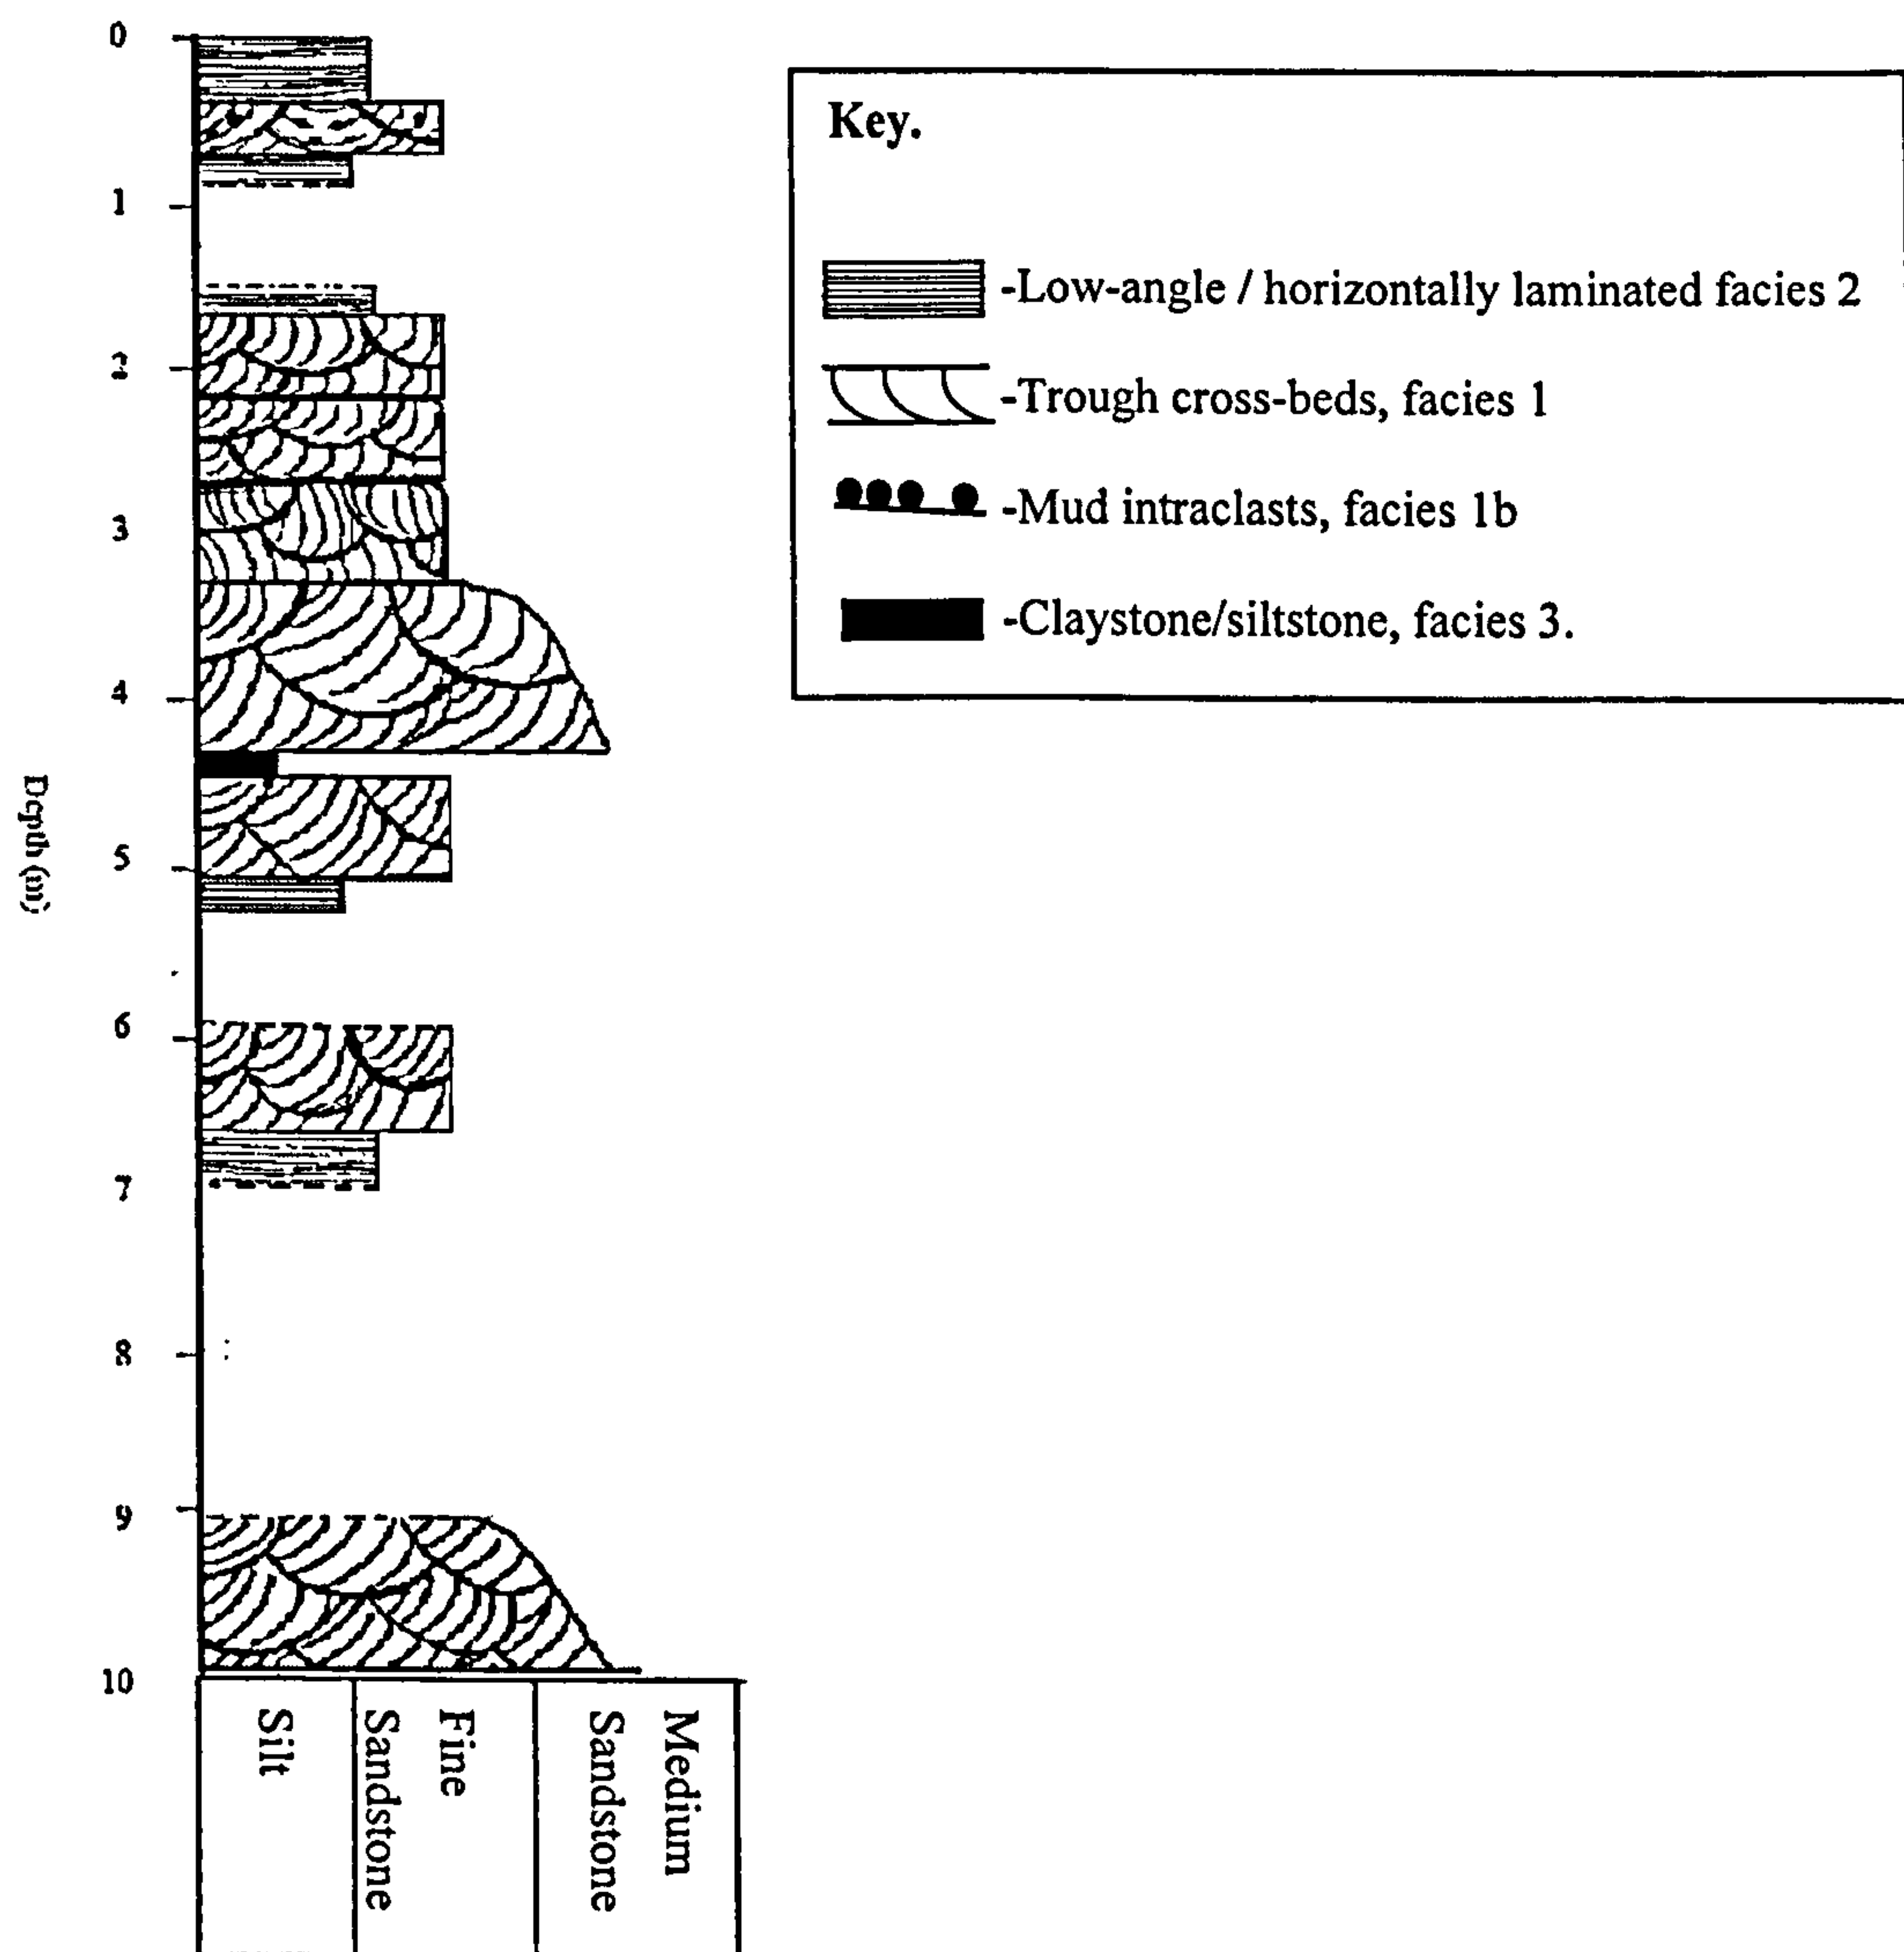 0
1
2
3
4
5
6
7
8
9
10
Depth (m)
Silt
Fine
Sandstone
Medium
Sandstone
Key.
-Low-angle / horizontally laminated facies 2
-Trough cross-beds, facies 1
-Mud intraclasts, facies 1b
-Claystone/siltstone, facies 3.